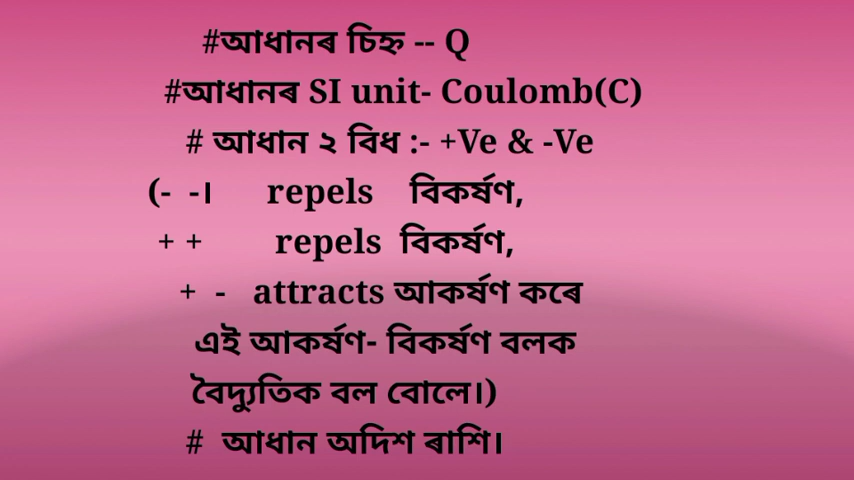 #আধানৰ চিহ্ন -- Q
#আধানৰ SI unit- Coulomb(C)
# আধান ২ বিধ :- +Ve & -Ve
(- -। repels বিকৰ্ষণ,
+ + repels বিকৰ্ষণ,
+ - attracts আকৰ্ষণ কৰে
এই আকৰ্ষণ- বিকৰ্ষণ বলক
বৈদ্যুতিক বল বোলে।)
# আধান অদিশ ৰাশি।